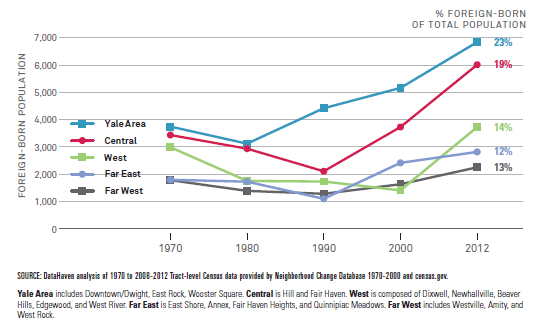 % FOREIGN-BORN
OF TOTAL POPULATION
FOREIGN-BORN POPULATION
7,000
6,000
5,000
4,000
3,000
2,000
1,000
0
Yale Area
Central
West
Far East
Far West
23%
19%
14%
12%
13%
1970
1980
1990
2000
2012
SOURCE: DataHaven analysis of 1970 to 2008-2012 Tract-level Census data provided by Neighborhood Change Database 1970-2000 and census.gov.
Yale Area includes Downtown/Dwight, East Rock, Wooster Square. Central is Hill and Fair Haven. West is composed of Dixwell, Newhallville, Beaver
Hills, Edgewood, and West River. Far East is East Shore, Annex, Fair Haven Heights, and Quinnipiac Meadows. Far West includes Westville, Amity, and
West Rock.